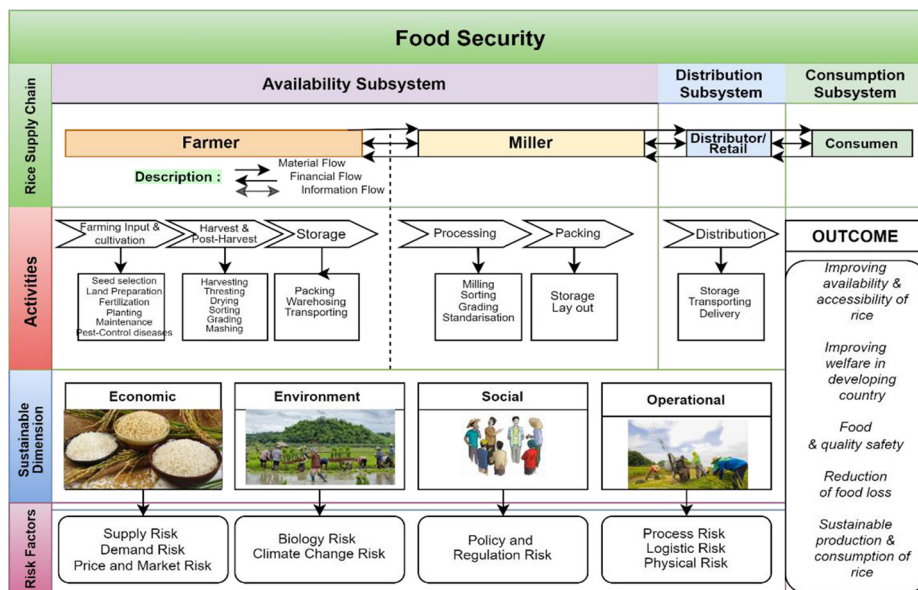 Food Security
Rice Supply Chain
Availability Subsystem
Distribution
Subsystem
Consumption
Subsystem
Farmer
Miller
Distributor/
Retail
Consumen
Description :
Material Flow
Financial Flow
Information Flow
Activities
Farming Input &
cultivation
Harvest &
Post-Harvest
Storage
Processing
Packing
Distribution
Seed selection
Land Preparation
Fertilization
Planting
Maintenance
Pest-Control diseases
Harvesting
Thresting
Drying
Sorting
Grading
Mashing
Packing
Warehosing
Transporting
Milling
Sorting
Grading
Standarisation
Storage
Lay out
Storage
Transporting
Delivery
OUTCOME
Improving
availability &
accessibility of
rice
Improving
welfare in
developing
country
Food
& quality safety
Reduction
of food loss
Sustainable
production &
consumption of
rice
Sustainable
Dimension
Economic
Environment
Social
Operational
Risk Factors
Supply Risk
Demand Risk
Price and Market Risk
Biology Risk
Climate Change Risk
Policy and
Regulation Risk
Process Risk
Logistic Risk
Physical Risk